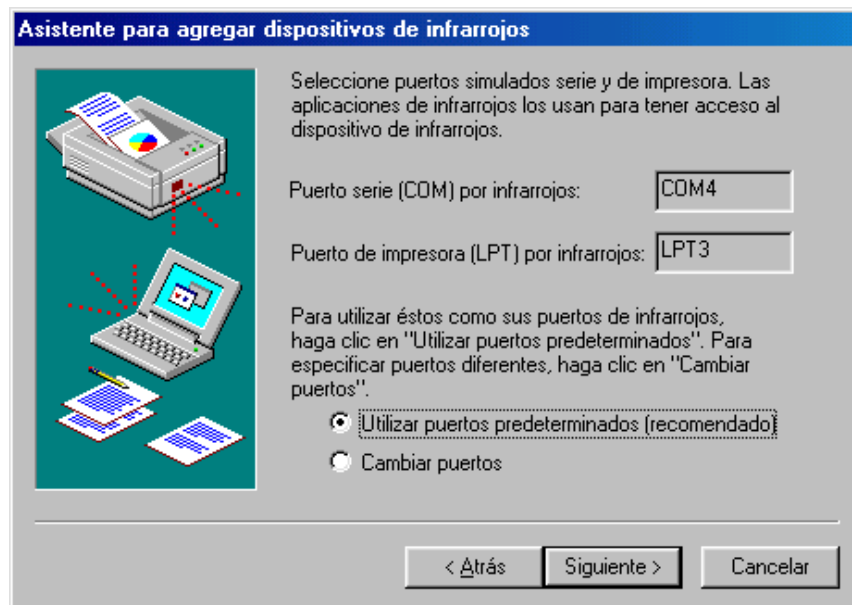 Asistente para agregar dispositivos de infrarrojos
Seleccione puertos simulados serie y de impresora. Las
aplicaciones de infrarrojos los usan para tener acceso al
dispositivo de infrarrojos.
Puerto serie (COM) por infrarrojos: COM4
Puerto de impresora (LPT) por infrarrojos: LPT3
Para utilizar éstos como sus puertos de infrarrojos,
haga clic en "Utilizar puertos predeterminados". Para
especificar puertos diferentes, haga clic en "Cambiar
puertos".
Utilizar puertos predeterminados (recomendado)
Cambiar puertos
< Atrás Siguiente > Cancelar